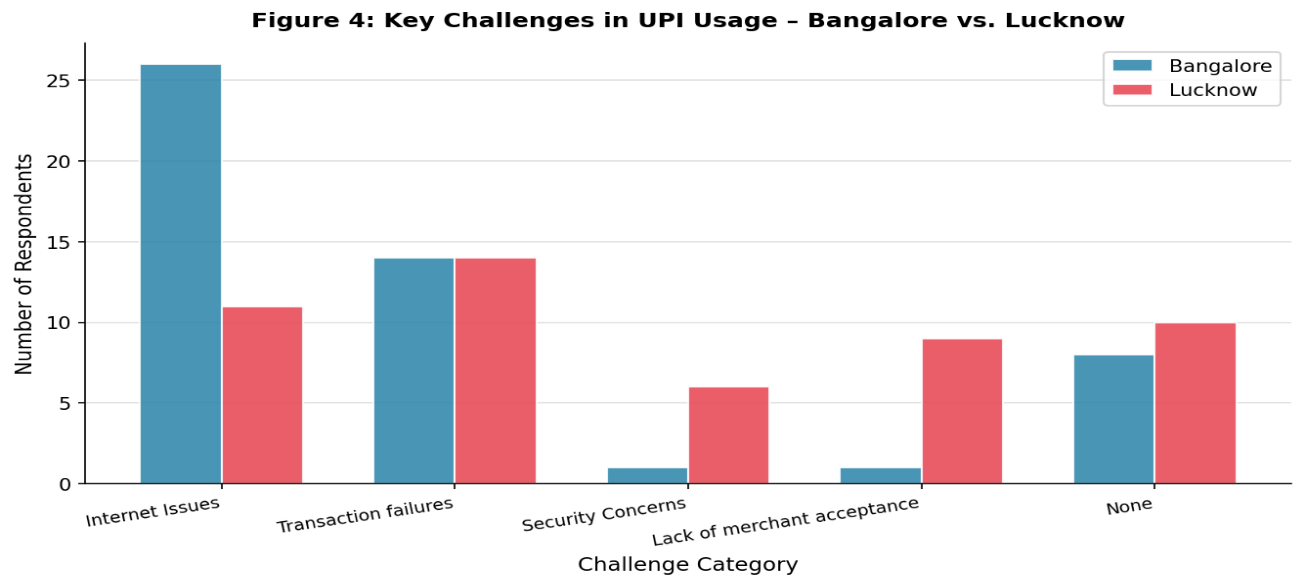 Figure 4: Key Challenges in UPI Usage – Bangalore vs. Lucknow
Bangalore
Lucknow
Number of Respondents
25
20
15
10
5
0
Internet Issues
Transaction failures
Security Concerns
Lack of merchant acceptance
None
Challenge Category